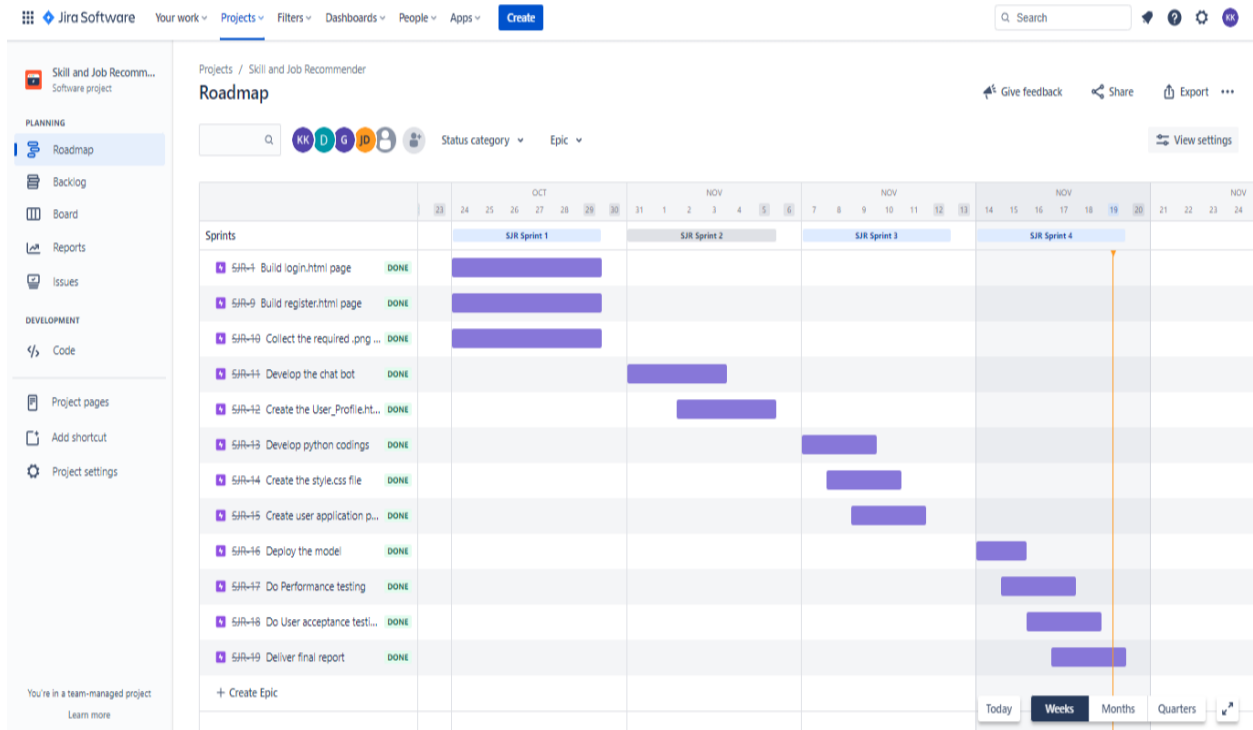 Jira Software Your work Projects Filters Dashboards People Apps Create Search KK
Skill and Job Recomm...
Software project
PLANNING
Roadmap
Backlog
Board
Reports
Issues
DEVELOPMENT
Code
Project pages
Add shortcut
Project settings
You're in a team-managed project
Learn more
Projects / Skill and Job Recommender
Roadmap
Give feedback Share Export
KK D G JD Status category Epic View settings
OCT NOV NOV NOV NOV
23 24 25 26 27 28 29 30 31 1 2 3 4 5 6 7 8 9 10 11 12 13 14 15 16 17 18 19 20 21 22 23 24
Sprints SJR Sprint 1 SJR Sprint 2 SJR Sprint 3 SJR Sprint 4
SJR-1 Build login.html page DONE
SJR-9 Build register.html page DONE
SJR-10 Collect the required .png ... DONE
SJR-11 Develop the chat bot DONE
SJR-12 Create the User_Profile.ht... DONE
SJR-13 Develop python codings DONE
SJR-14 Create the style.css file DONE
SJR-15 Create user application p... DONE
SJR-16 Deploy the model DONE
SJR-17 Do Performance testing DONE
SJR-18 Do User acceptance testi... DONE
SJR-19 Deliver final report DONE
+ Create Epic
Today Weeks Months Quarters